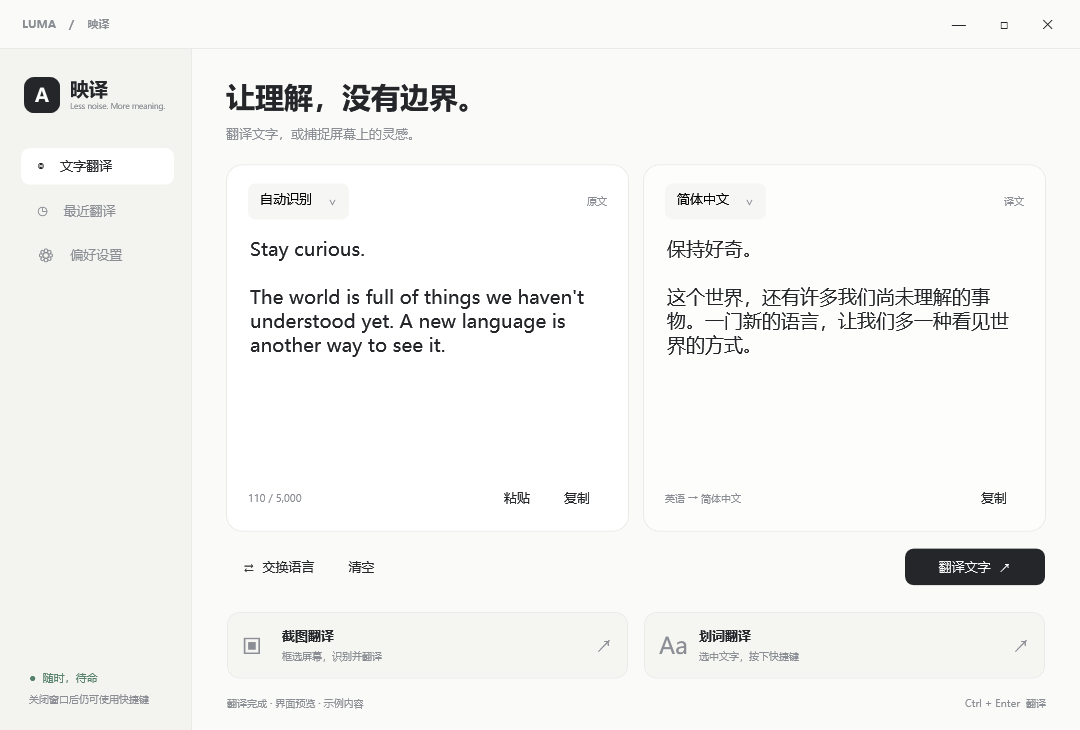 LUMA / 映译
A
映译
Less noise. More meaning.
文字翻译
最近翻译
偏好设置
随时，待命
关闭窗口后仍可使用快捷键
让理解，没有边界。
翻译文字，或捕捉屏幕上的灵感。
自动识别
原文
Stay curious.
The world is full of things we haven't
understood yet. A new language is
another way to see it.
110 / 5,000
粘贴
复制
简体中文
译文
保持好奇。
这个世界，还有许多我们尚未理解的事
物。一门新的语言，让我们多一种看见世
界的方式。
英语 → 简体中文
复制
⇄ 交换语言
清空
翻译文字 ↗
截图翻译
框选屏幕，识别并翻译
Aa
划词翻译
选中文字，按下快捷键
翻译完成 · 界面预览 · 示例内容
Ctrl + Enter 翻译